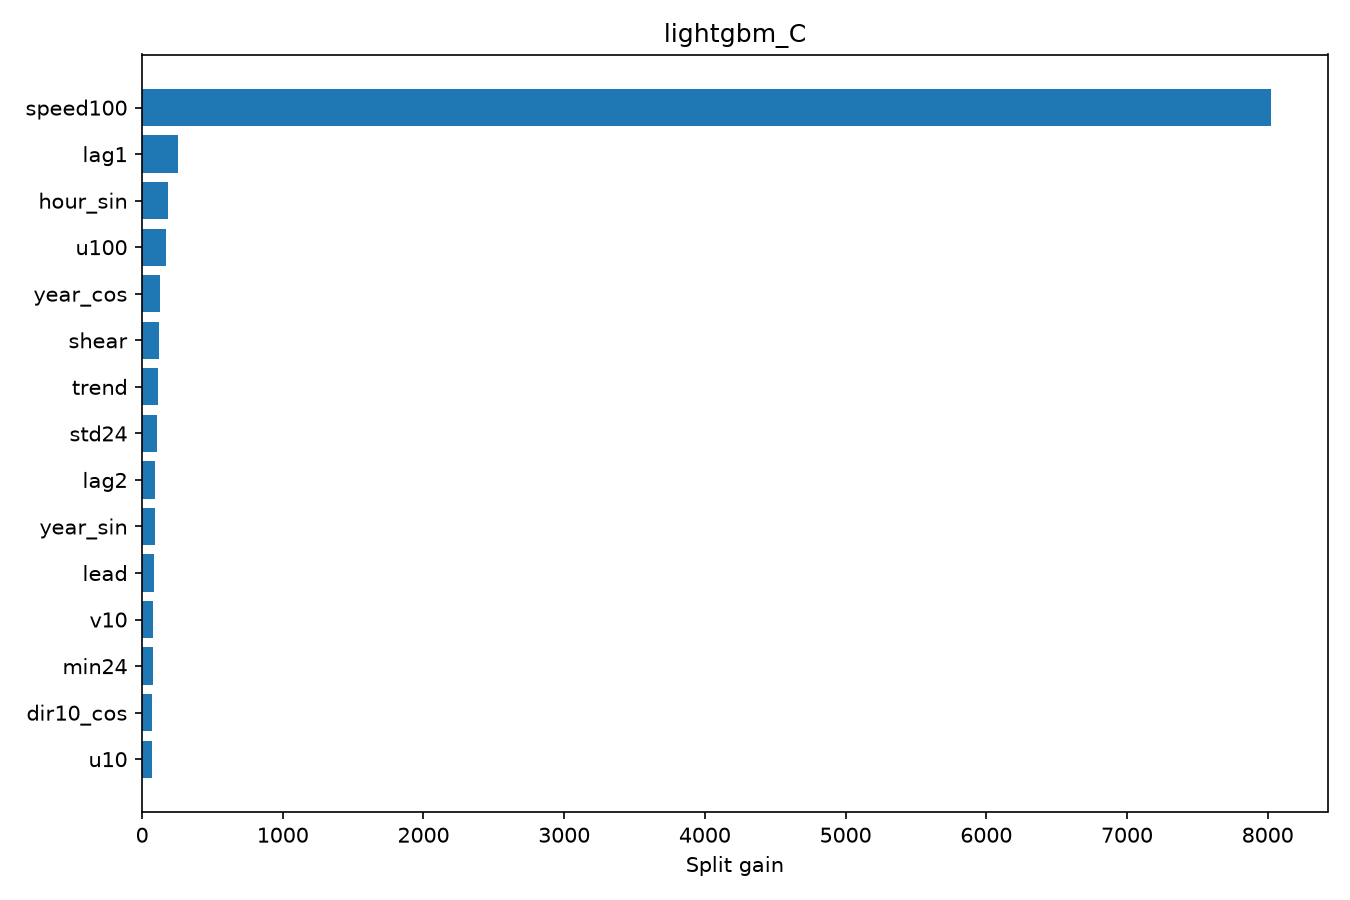 lightgbm_C
speed100
lag1
hour_sin
u100
year_cos
shear
trend
std24
lag2
year_sin
lead
v10
min24
dir10_cos
u10
0 1000 2000 3000 4000 5000 6000 7000 8000
Split gain